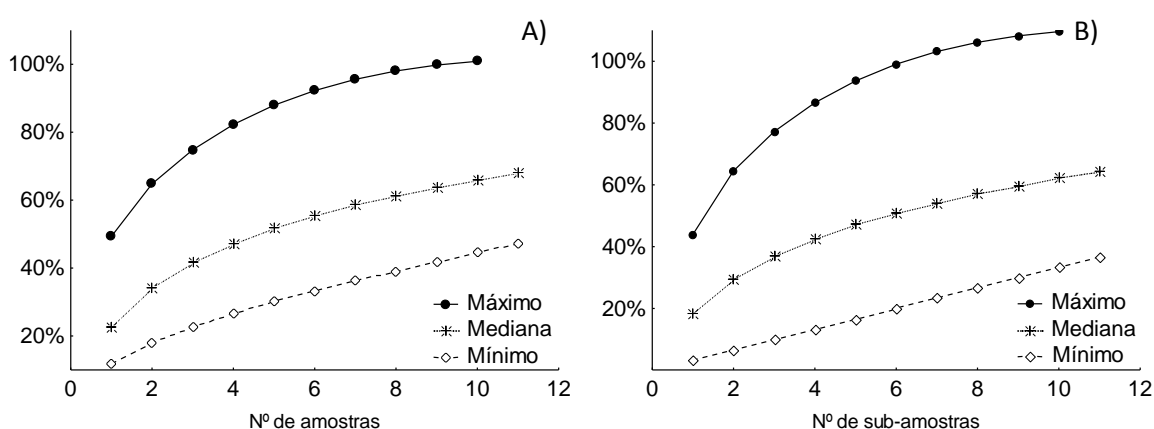 A)
100%
80%
60%
40%
20%
0 2 4 6 8 10 12
Nº de amostras
Máximo
Mediana
Mínimo
B)
100%
80%
60%
40%
20%
0 2 4 6 8 10 12
Nº de sub-amostras
Máximo
Mediana
Mínimo